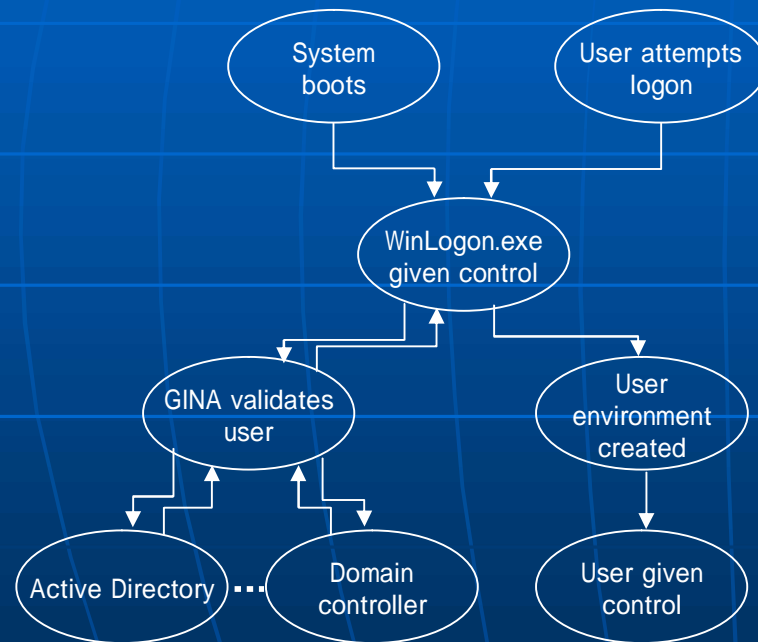 System
boots
User attempts
logon
WinLogon.exe
given control
GINA validates
user
User
environment
created
Active Directory
...
Domain
controller
User given
control